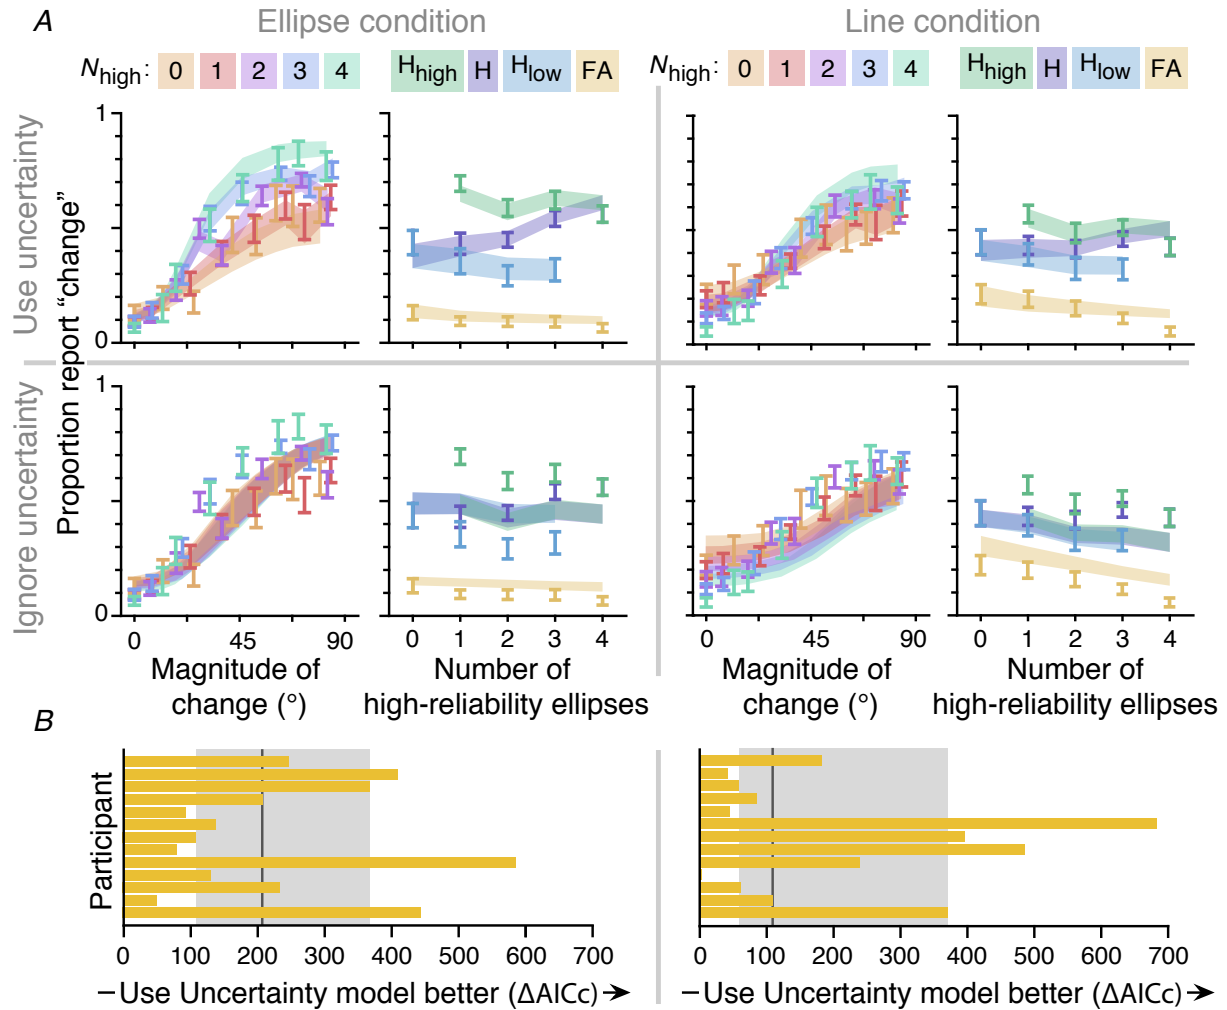 A
Ellipse condition
Line condition
Nhigh: 0 1 2 3 4
Hhigh H Hlow FA
Nhigh: 0 1 2 3 4
Hhigh H Hlow FA
Use uncertainty
Ignore uncertainty
Proportion report “change”
1
0
1
0
0 45 90
0 1 2 3 4
0 45 90
0 1 2 3 4
Magnitude of
change (°)
Number of
high-reliability ellipses
Magnitude of
change (°)
Number of
high-reliability ellipses
B
Participant
0 100 200 300 400 500 600 700
0 100 200 300 400 500 600 700
Use Uncertainty model better (ΔAICc)
Use Uncertainty model better (ΔAICc)